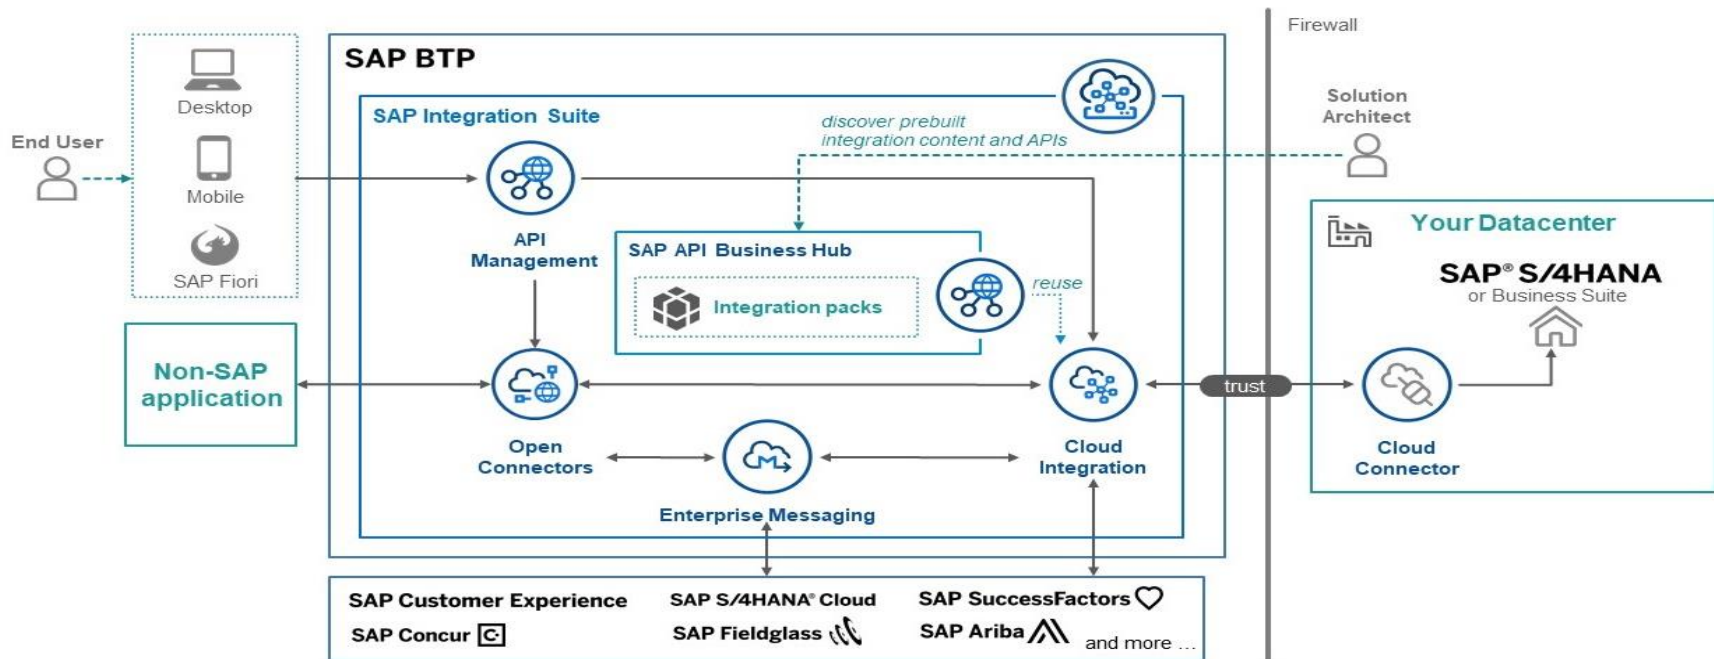 Firewall
SAP BTP
Desktop
Mobile
SAP Fiori
End User
SAP Integration Suite
discover prebuilt
integration content and APIs
Solution
Architect
API
Management
SAP API Business Hub
Integration packs
reuse
Your Datacenter
SAP® S/4HANA
or Business Suite
Non-SAP
application
trust
Open
Connectors
Cloud
Integration
Cloud
Connector
Enterprise Messaging
SAP Customer Experience
SAP S/4HANA® Cloud
SAP SuccessFactors
SAP Concur
SAP Fieldglass
SAP Ariba
and more ...